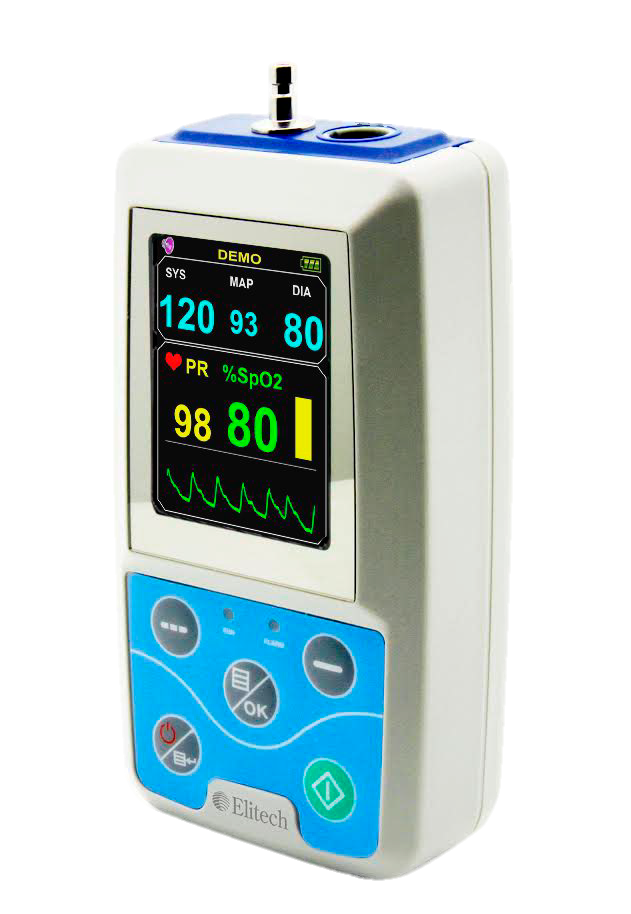 DEMO
SYS MAP DIA
120 93 80
PR %SpO2
98 80
OK
Elitech